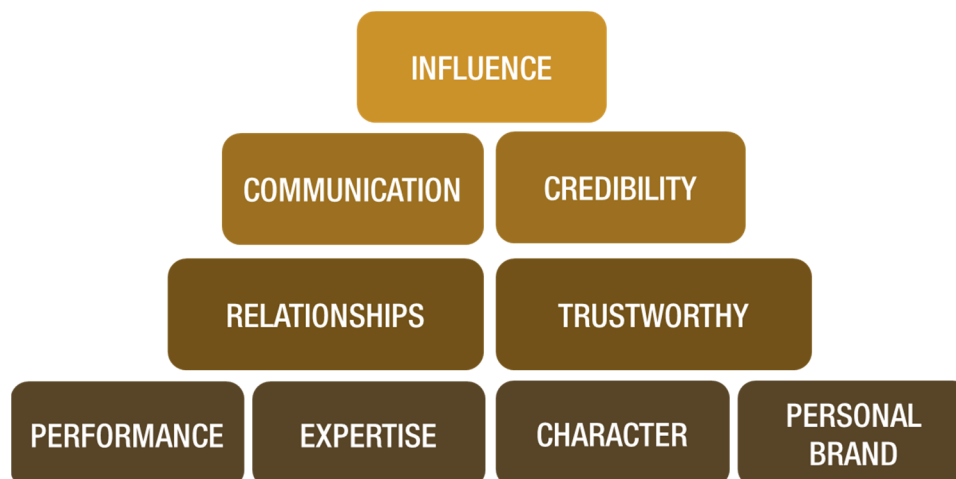 INFLUENCE
COMMUNICATION
CREDIBILITY
RELATIONSHIPS
TRUSTWORTHY
PERFORMANCE
EXPERTISE
CHARACTER
PERSONAL
BRAND